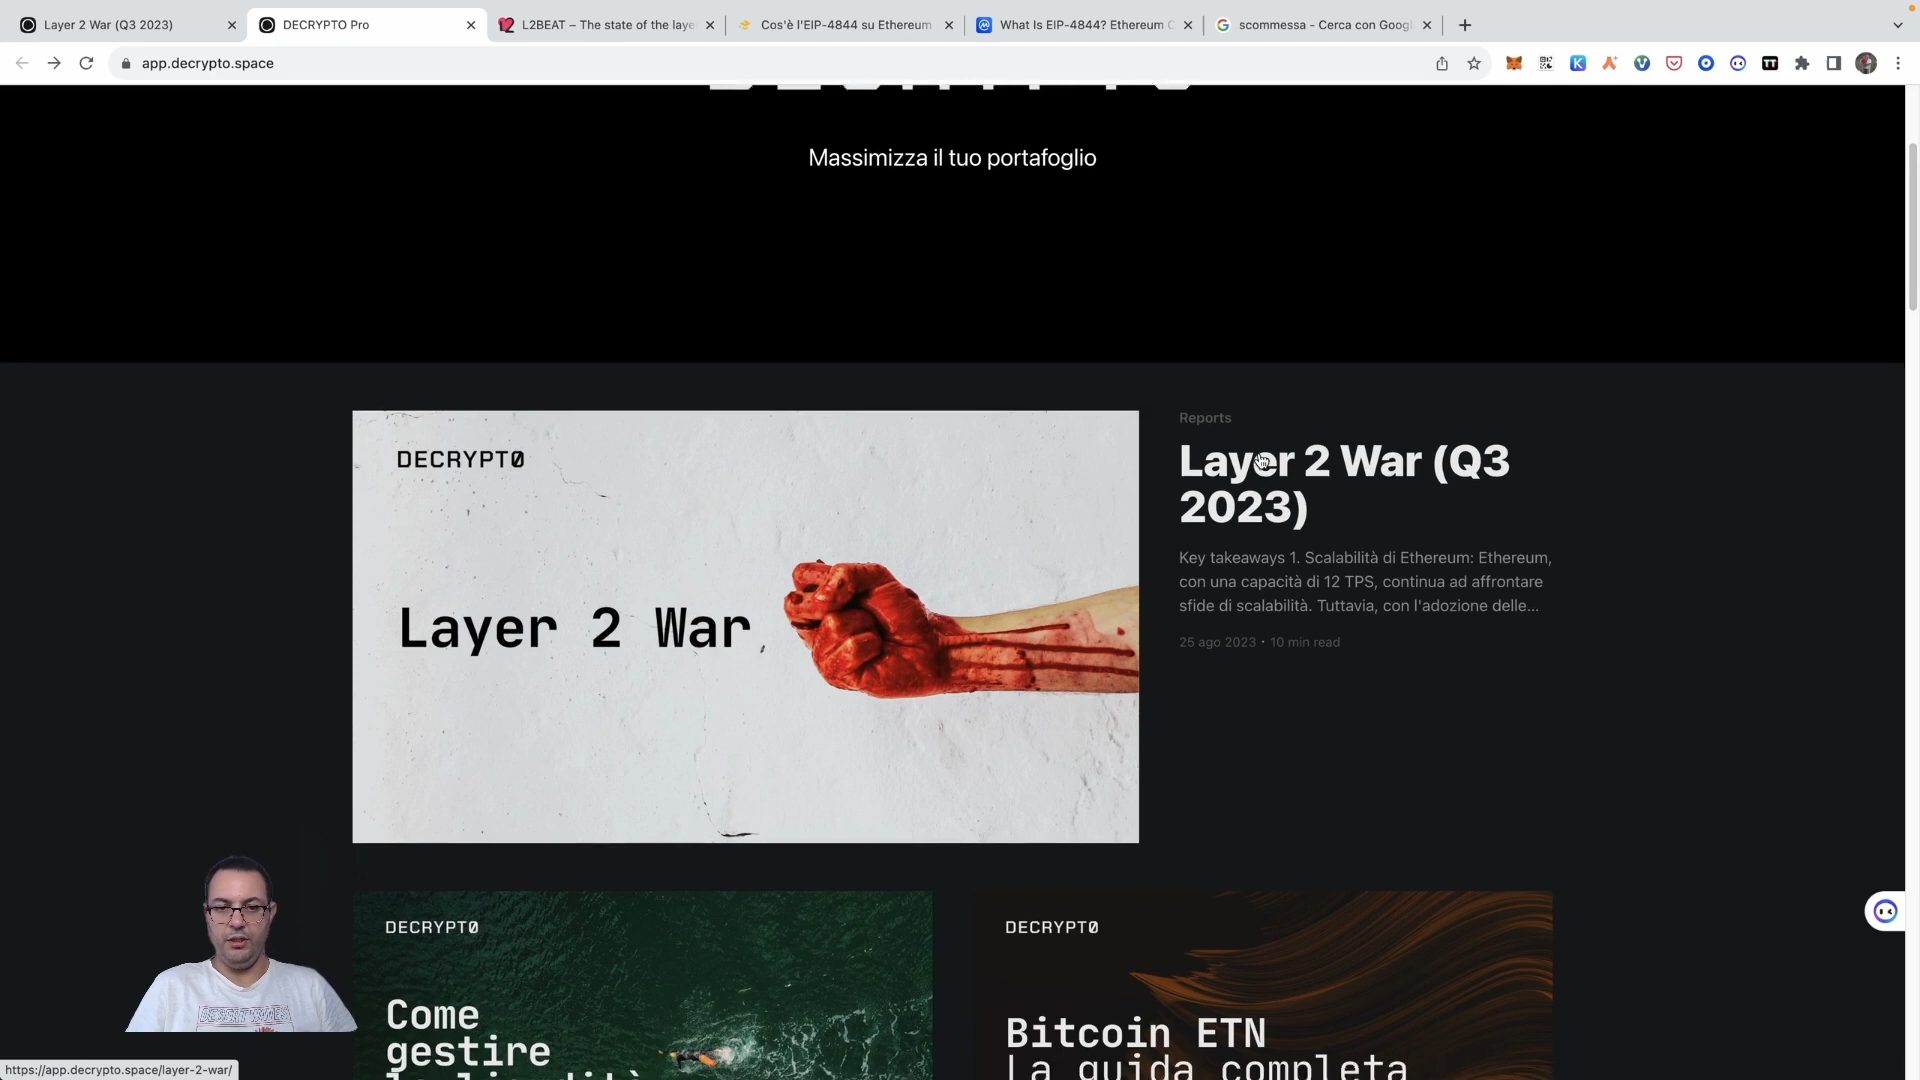 Layer 2 War (Q3 2023)
DECRYPTO Pro
L2BEAT – The state of the laye
Cos'è l'EIP-4844 su Ethereum
What Is EIP-4844? Ethereum C
scommessa - Cerca con Googl
app.decrypto.space
Massimizza il tuo portafoglio
Reports
Layer 2 War (Q3
2023)
Key takeaways 1. Scalabilità di Ethereum: Ethereum,
con una capacità di 12 TPS, continua ad affrontare
sfide di scalabilità. Tuttavia, con l'adozione delle...
25 ago 2023 • 10 min read
DECRYPT0
Layer 2 War
DECRYPT0
Come
gestire
DECRYPT0
Bitcoin ETN
La guida completa
https://app.decrypto.space/layer-2-war/